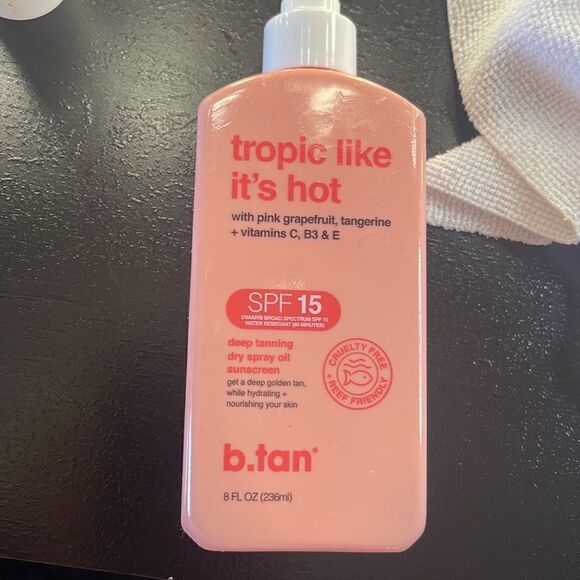 tropic like
it's hot
with pink grapefruit, tangerine
+ vitamins C, B3 & E
SPF 15
UVA/UVB BROAD SPECTRUM SPF 15
WATER RESISTANT (80 MINUTES)
deep tanning
dry spray oil
sunscreen
get a deep golden tan,
while hydrating +
nourishing your skin
CRUELTY FREE
+ REEF FRIENDLY
b.tan®
8 FL OZ (236ml)